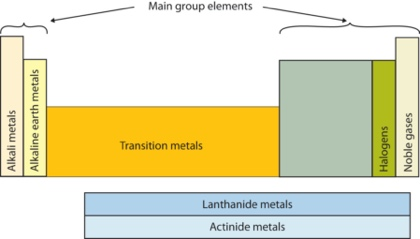 Main group elements
Alkali metals
Alkaline earth metals
Transition metals
Halogens
Noble gases
Lanthanide metals
Actinide metals